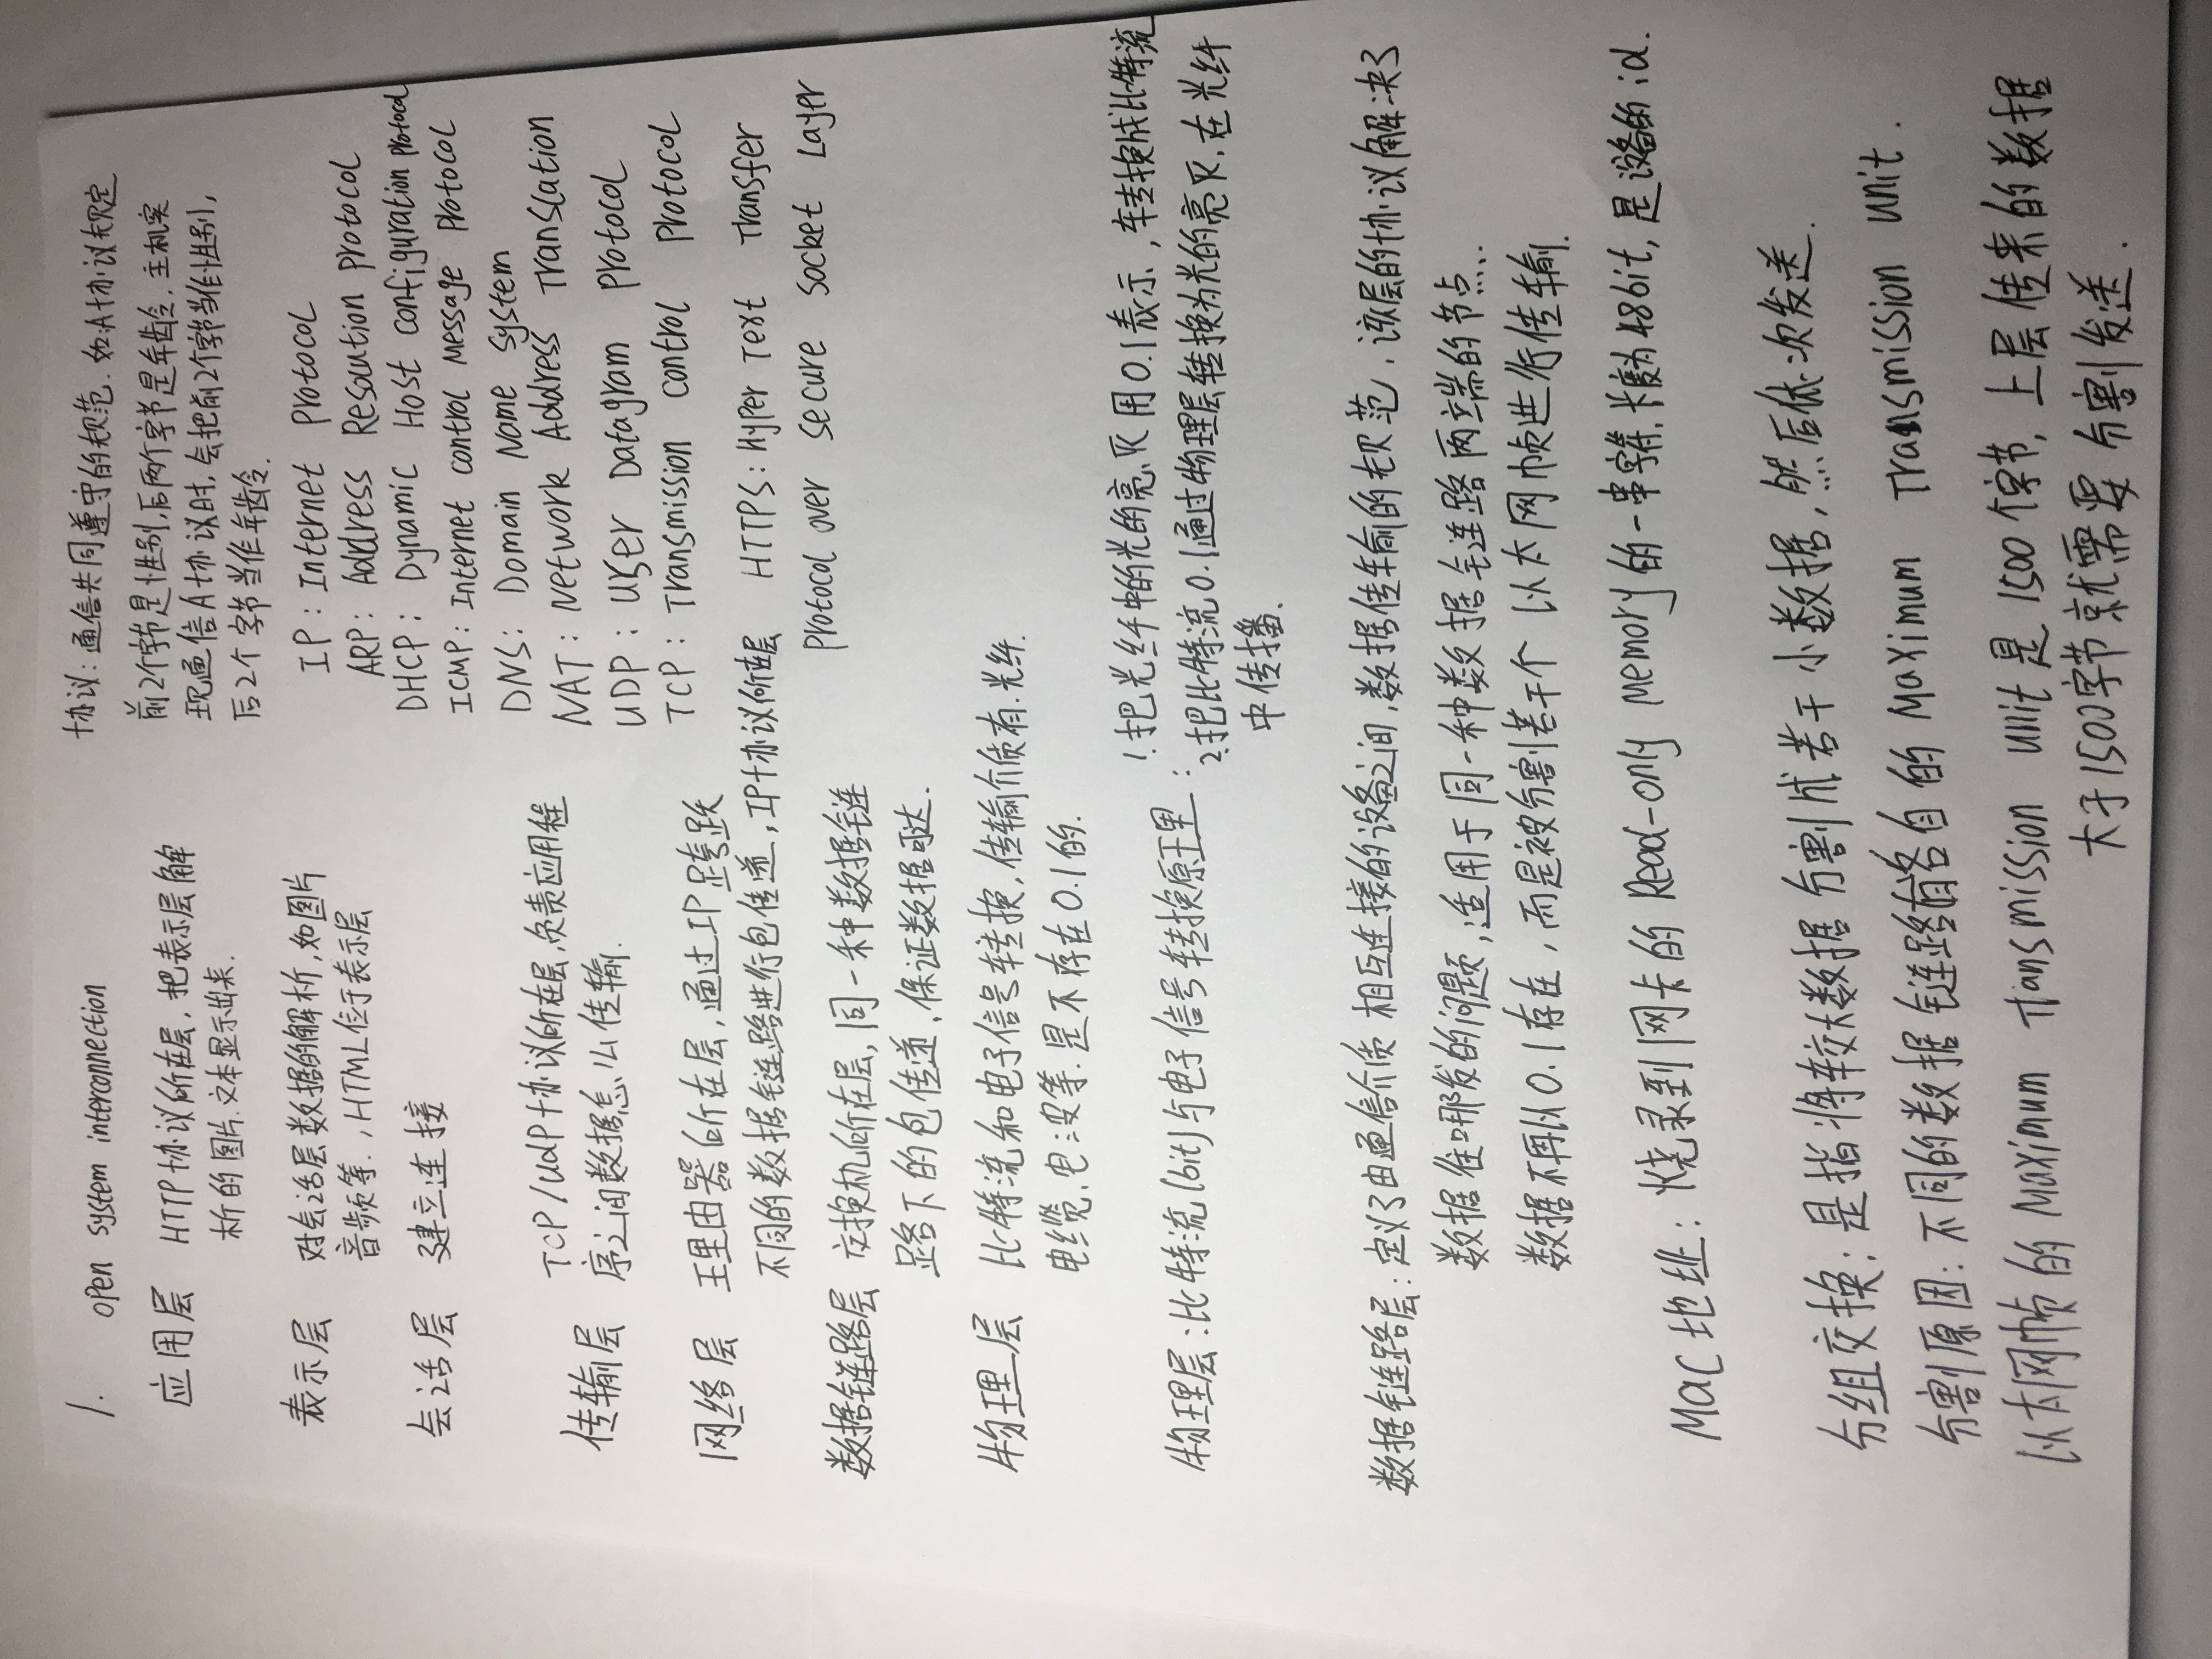 1. open system interconnection
应用层 HTTP协议所在层，把表示层解
析的图片.文本显示出来.
表示层 对会话层数据的解析,如图片
音频等.,HTML位于表示层
会话层 建立连接
TCP/UdP协议所在层,负责应用程
传输层 序之间数据怎么传输.
网络层 理由器所在层,通过IP跨跃
不同的数据链路进行包传递,IP协议所在层
数据链路层 交换机所在层,同一种数据链
路下的包传递,保证数据可达.
物理层 比特流和电子信号转换,传输介质有.光纤.
电缆、电波等.是不存在0.1的.
协议:通信共同遵守的规范.如:A协议规定
前2个字节是性别,后两个字节是年龄.主机实
现通信A协议时,会把前2个字节当作性别,
后2个字节当作年龄.
IP: Internet Protocol
ARP: Address Resolution Protocol
DHCP: Dynamic Host Configuration Protocol
ICMP: Internet Control Message Protocol
DNS: Domain Name System
NAT: Network Address Translation
UDP: User Datagram Protocol
TCP: Transmission Control Protocol
HTTPS: Hyper Text Transfer
Protocol over Secure Socket Layer
物理层:比特流(bit)与电子信号转换原理:
1.把光纤中的光的亮灭用0.1表示,转换成比特流
2.把比特流0.1通过物理层转换为光的亮灭.在光纤
中传播.
数据链路层:定义了由通信介质相互连接的设备之间,数据传输的规范.该层的协议解决了
数据往哪发的问题,适用于同一种数据链路两端的节点.
数据不再以0.1存在,而是被分割若干个以太网帧进行传输.
Mac地址:烧录到网卡的Read-only Memory的一串字符.长度为48bit,是设备的id.
分组交换:是指将较大数据分割成若干小数据,然后依次发送.
分割原因:不同的数据链路有各自的Maximum Transmission Unit.
以太网帧的Maximum Transmission Unit是1500个字节,上层传来的数据
大于1500字节就需要分割发送.